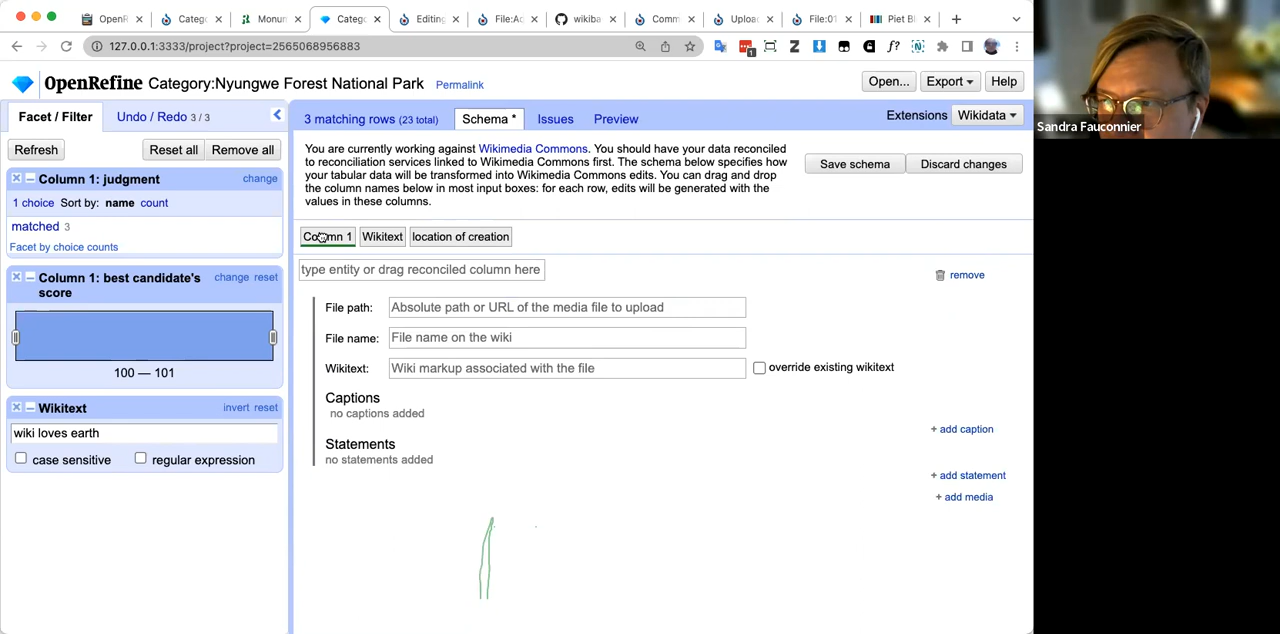 OpenR
Catego
Monun
Catego
Editing
File:Ac
wikiba
Comm
Uploa
File:01
Piet Bl
127.0.0.1:3333/project?project=2565068956883
OpenRefine Category:Nyungwe Forest National Park Permalink
Open... Export Help
Facet / Filter Undo / Redo 3 / 3
3 matching rows (23 total) Schema * Issues Preview Extensions Wikidata
Refresh Reset all Remove all
Column 1: judgment change
1 choice Sort by: name count
matched 3
Facet by choice counts
Column 1: best candidate's score change reset
100 — 101
Wikitext invert reset
wiki loves earth
case sensitive regular expression
You are currently working against Wikimedia Commons. You should have your data reconciled
to reconciliation services linked to Wikimedia Commons first. The schema below specifies how
your tabular data will be transformed into Wikimedia Commons edits. You can drag and drop
the column names below in most input boxes: for each row, edits will be generated with the
values in these columns.
Save schema Discard changes
Column 1 Wikitext location of creation
type entity or drag reconciled column here
remove
File path: Absolute path or URL of the media file to upload
File name: File name on the wiki
Wikitext: Wiki markup associated with the file override existing wikitext
Captions
no captions added
+ add caption
Statements
no statements added
+ add statement
+ add media
Sandra Fauconnier